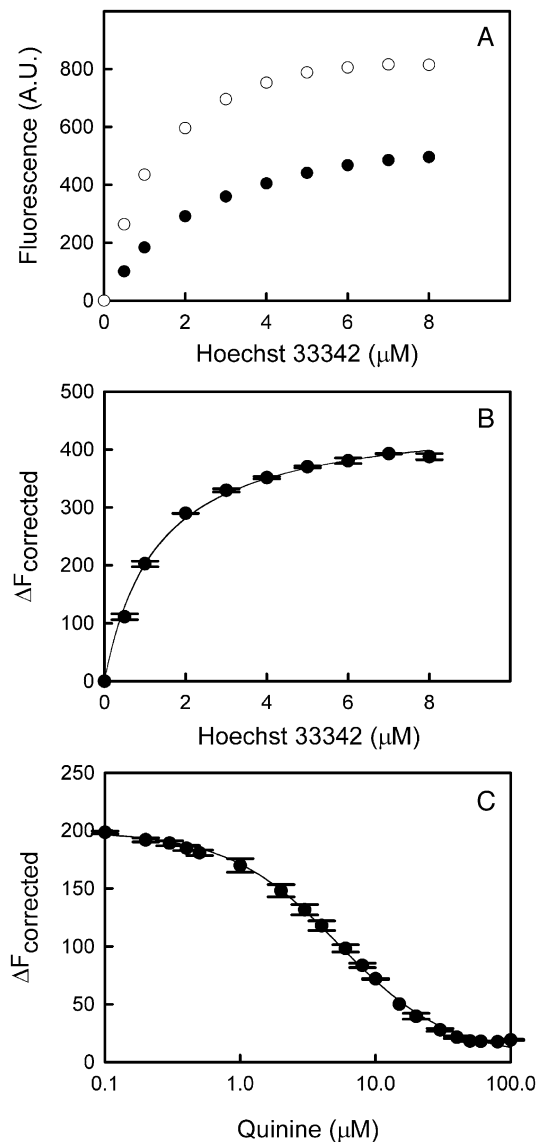 A
Fluorescence (A.U.)
800
600
400
200
0
0 2 4 6 8
Hoechst 33342 (μM)
B
ΔFcorrected
500
400
300
200
100
0
0 2 4 6 8
Hoechst 33342 (μM)
C
ΔFcorrected
250
200
150
100
50
0
0.1 1.0 10.0 100.0
Quinine (μM)